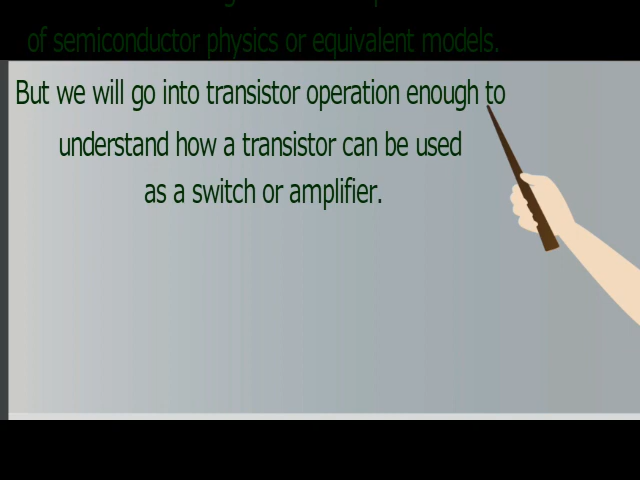 of semiconductor physics or equivalent models.
But we will go into transistor operation enough to
understand how a transistor can be used
as a switch or amplifier.